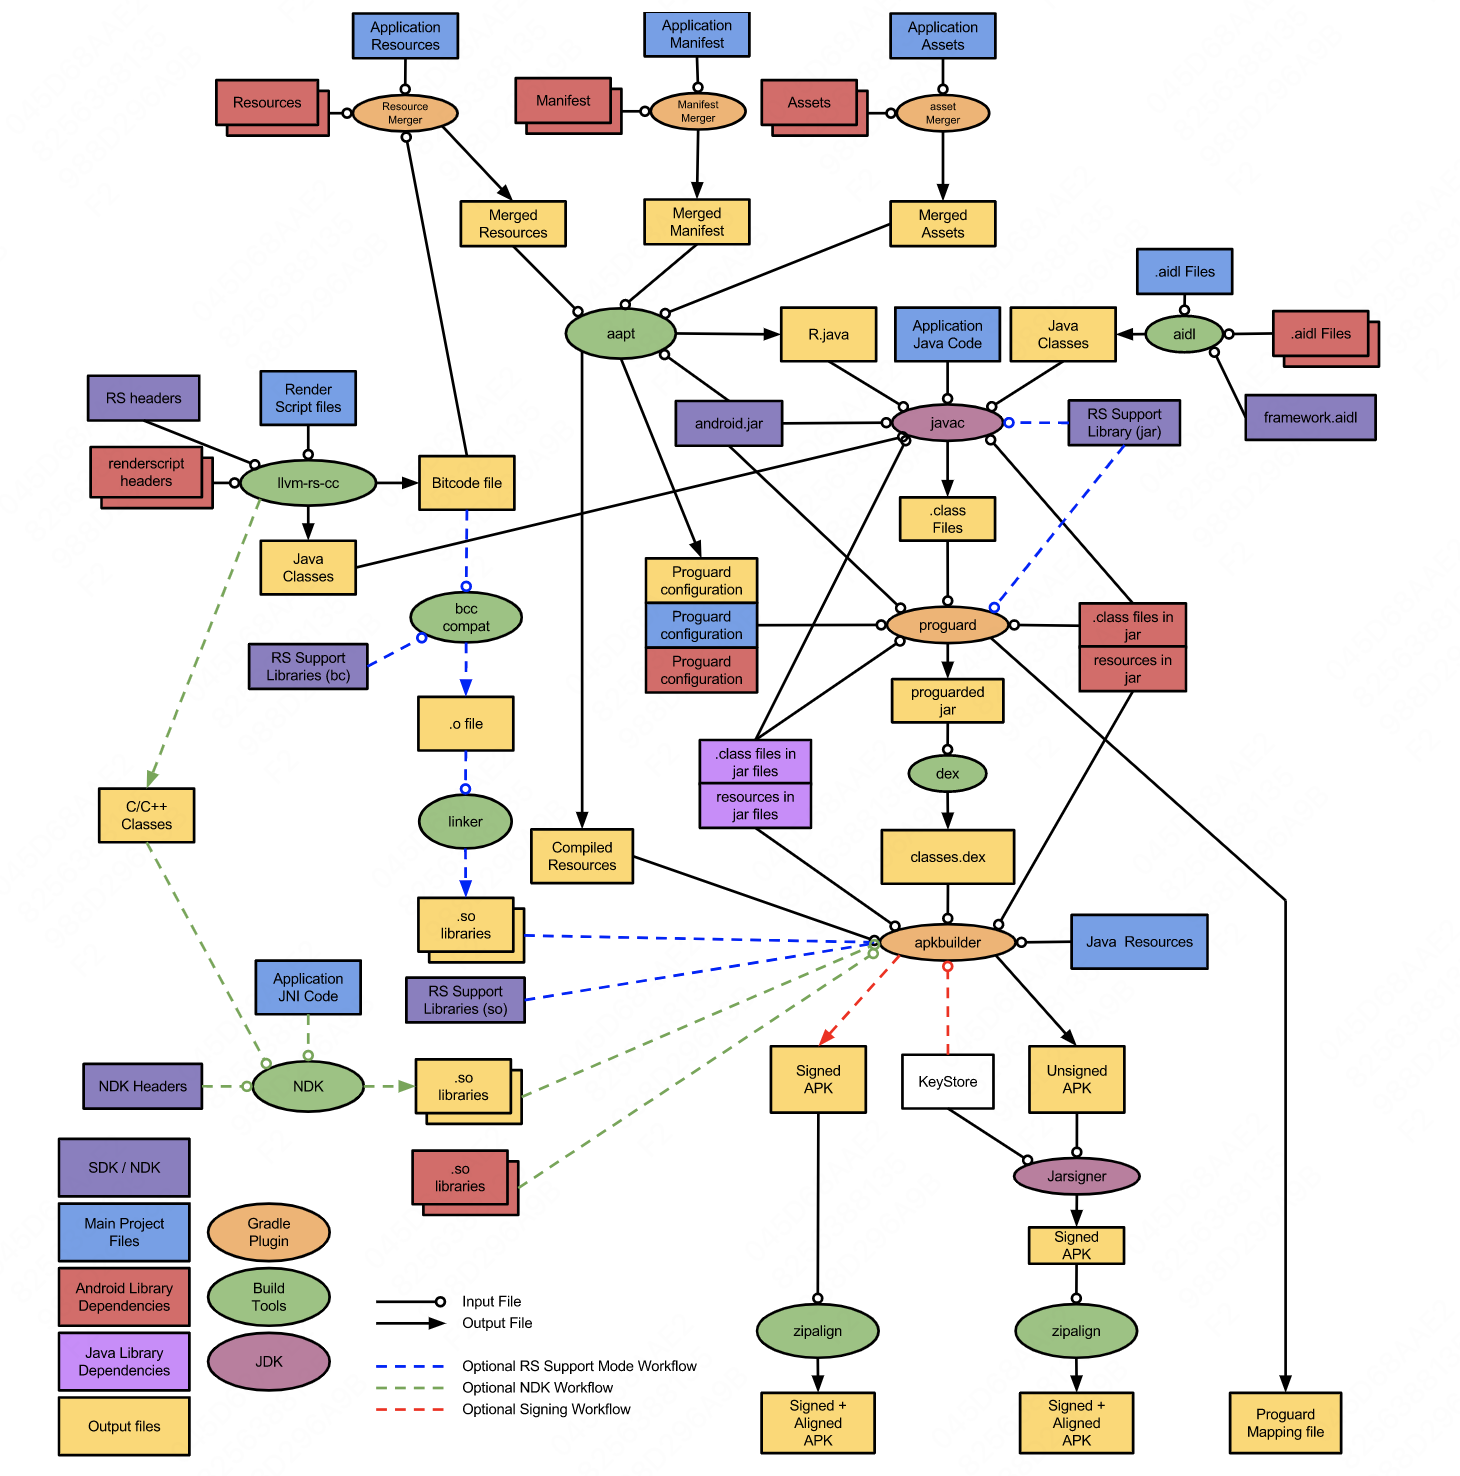 Application
Resources
Application
Manifest
Application
Assets
Resources
Resource
Merger
Manifest
Manifest
Merger
Assets
asset
Merger
Merged
Resources
Merged
Manifest
Merged
Assets
.aidl Files
aapt
R.java
Application
Java Code
Java
Classes
aidl
.aidl Files
RS headers
Render
Script files
android.jar
javac
RS Support
Library (jar)
framework.aidl
renderscript
headers
llvm-rs-cc
Bitcode file
.class
Files
Java
Classes
Proguard
configuration
bcc
compat
Proguard
configuration
proguard
.class files in
jar
RS Support
Libraries (bc)
Proguard
configuration
resources in
jar
.o file
proguarded
jar
.class files in
jar files
dex
resources in
jar files
C/C++
Classes
linker
Compiled
Resources
classes.dex
.so
libraries
apkbuilder
Java  Resources
Application
JNI Code
RS Support
Libraries (so)
NDK Headers
NDK
.so
libraries
Signed
APK
KeyStore
Unsigned
APK
SDK / NDK
.so
libraries
Jarsigner
Main Project
Files
Gradle
Plugin
Signed
APK
Android Library
Dependencies
Build
Tools
Input File
Output File
zipalign
zipalign
Java Library
Dependencies
JDK
Optional RS Support Mode Workflow
Optional NDK Workflow
Optional Signing Workflow
Output files
Signed +
Aligned
APK
Signed +
Aligned
APK
Proguard
Mapping file